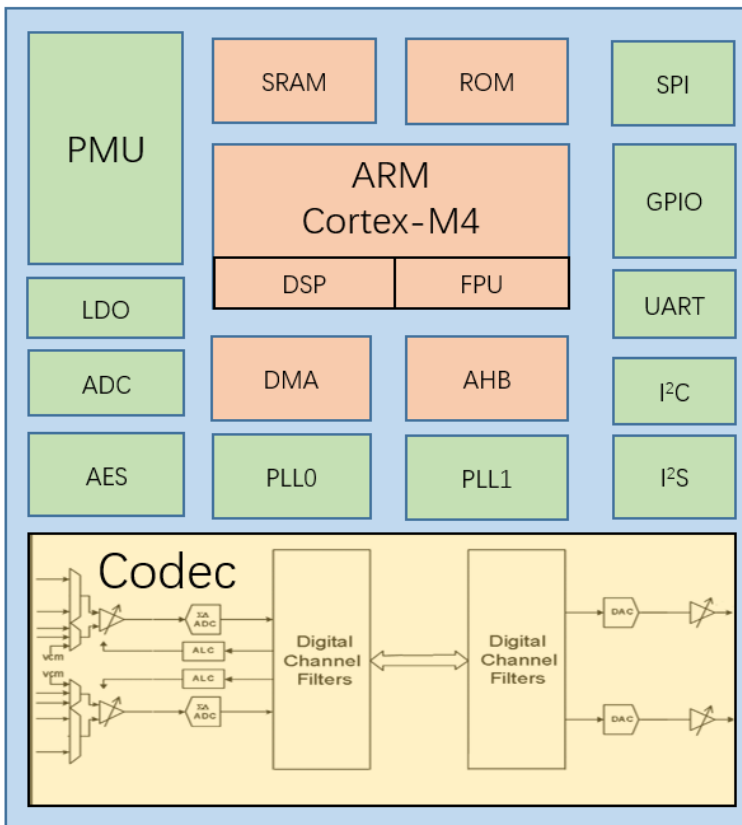 PMU
SRAM
ROM
SPI
ARM
Cortex-M4
GPIO
DSP
FPU
LDO
UART
ADC
DMA
AHB
I²C
AES
PLL0
PLL1
I²S
Codec
ΣΔ
ADC
ALC
vcm
vcm
ALC
ΣΔ
ADC
Digital
Channel
Filters
Digital
Channel
Filters
DAC
DAC